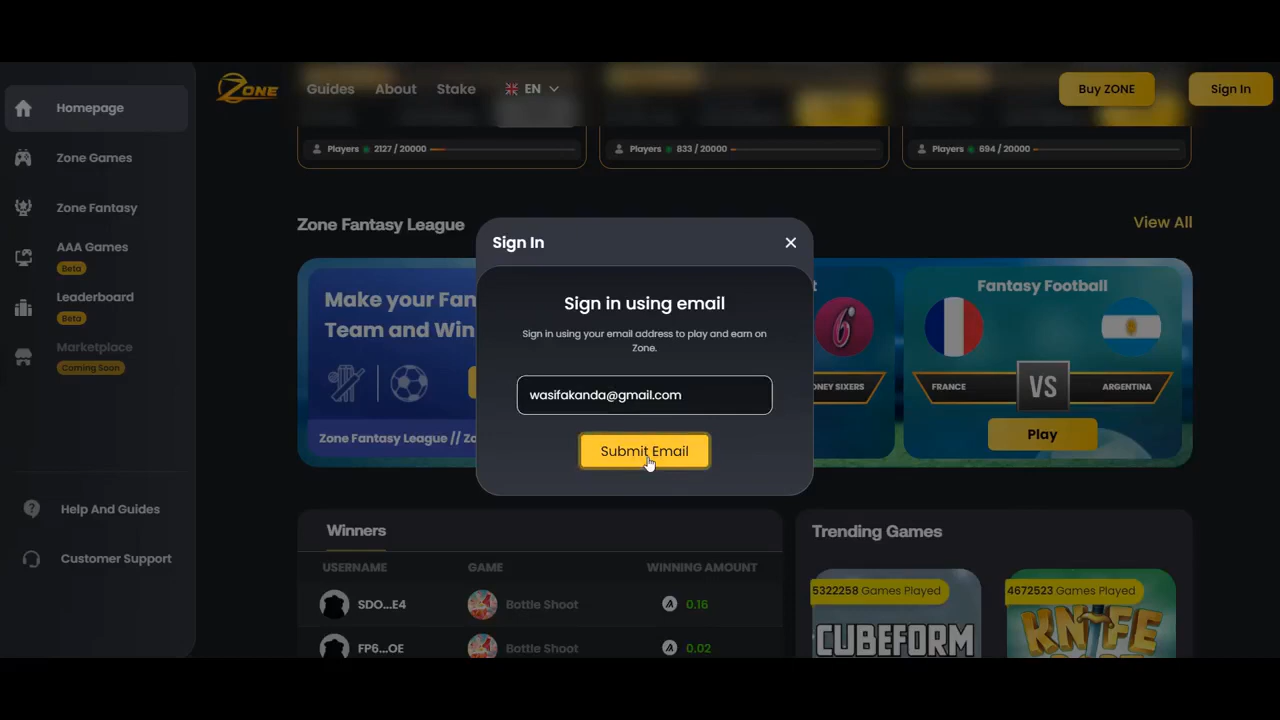 ZONE
Guides
About
Stake
EN
Buy ZONE
Sign In
Homepage
Zone Games
Zone Fantasy
AAA Games
Beta
Leaderboard
Beta
Marketplace
Coming Soon
Help And Guides
Customer Support
Players 2127 / 20000
Players 833 / 20000
Players 694 / 20000
Zone Fantasy League
View All
Make your Fan
Team and Win
Zone Fantasy League // Zo
Sign In
Sign in using email
Sign in using your email address to play and earn on
Zone.
wasifakanda@gmail.com
Submit Email
t
6
NEY SIXERS
Fantasy Football
FRANCE
VS
ARGENTINA
Play
Winners
USERNAME
GAME
WINNING AMOUNT
SDO...E4
Bottle Shoot
0.16
FP6...OE
Bottle Shoot
0.02
Trending Games
5322258 Games Played
CUBEFORM
4672523 Games Played
KNIFE